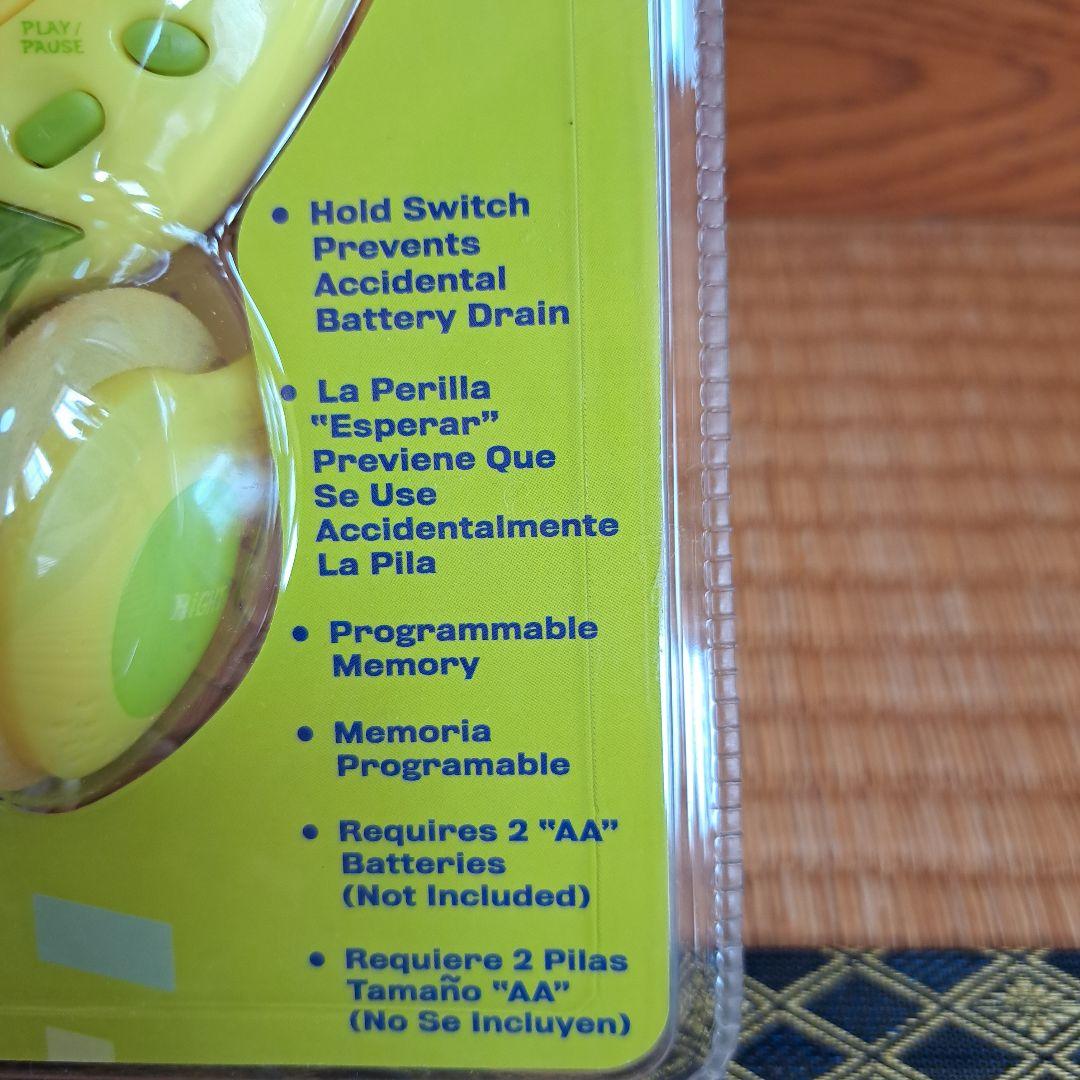 PLAY/
PAUSE
• Hold Switch
Prevents
Accidental
Battery Drain
• La Perilla
“Esperar”
Previene Que
Se Use
Accidentalmente
La Pila
RIGHT
• Programmable
Memory
• Memoria
Programable
• Requires 2 “AA”
Batteries
(Not Included)
• Requiere 2 Pilas
Tamaño “AA”
(No Se Incluyen)